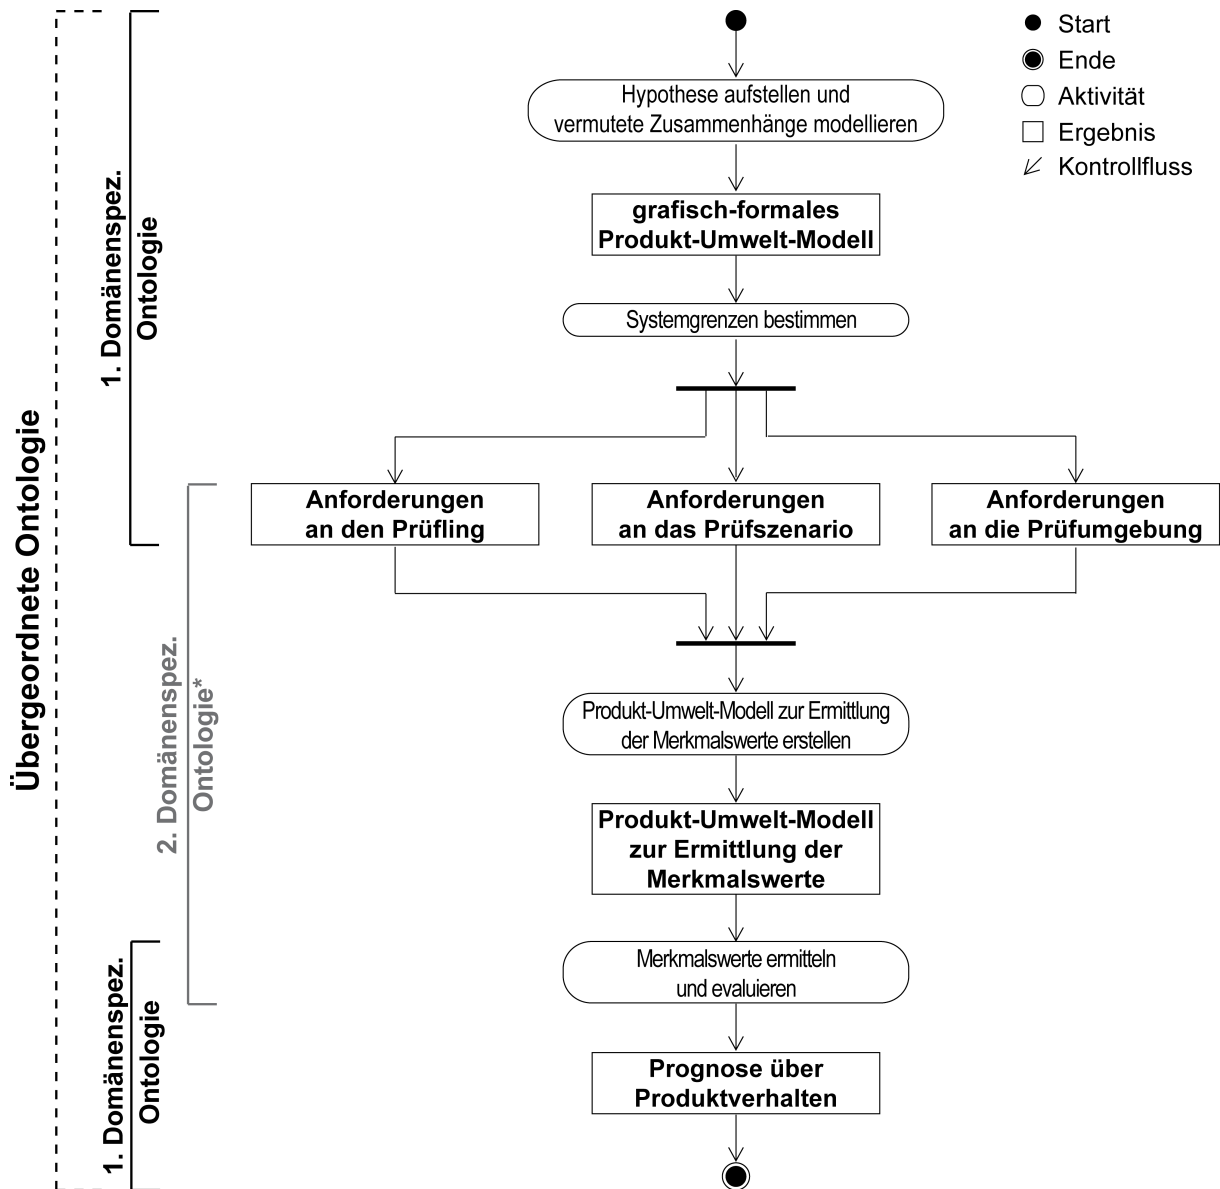 Start
Ende
Aktivität
Ergebnis
Kontrollfluss
Hypothese aufstellen und
vermutete Zusammenhänge modellieren
grafisch-formales
Produkt-Umwelt-Modell
Systemgrenzen bestimmen
Anforderungen
an den Prüfling
Anforderungen
an das Prüfszenario
Anforderungen
an die Prüfumgebung
Produkt-Umwelt-Modell zur Ermittlung
der Merkmalswerte erstellen
Produkt-Umwelt-Modell
zur Ermittlung der
Merkmalswerte
Merkmalswerte ermitteln
und evaluieren
Prognose über
Produktverhalten
Übergeordnete Ontologie
1. Domänenspez.
Ontologie
2. Domänenspez.
Ontologie*
1. Domänenspez.
Ontologie